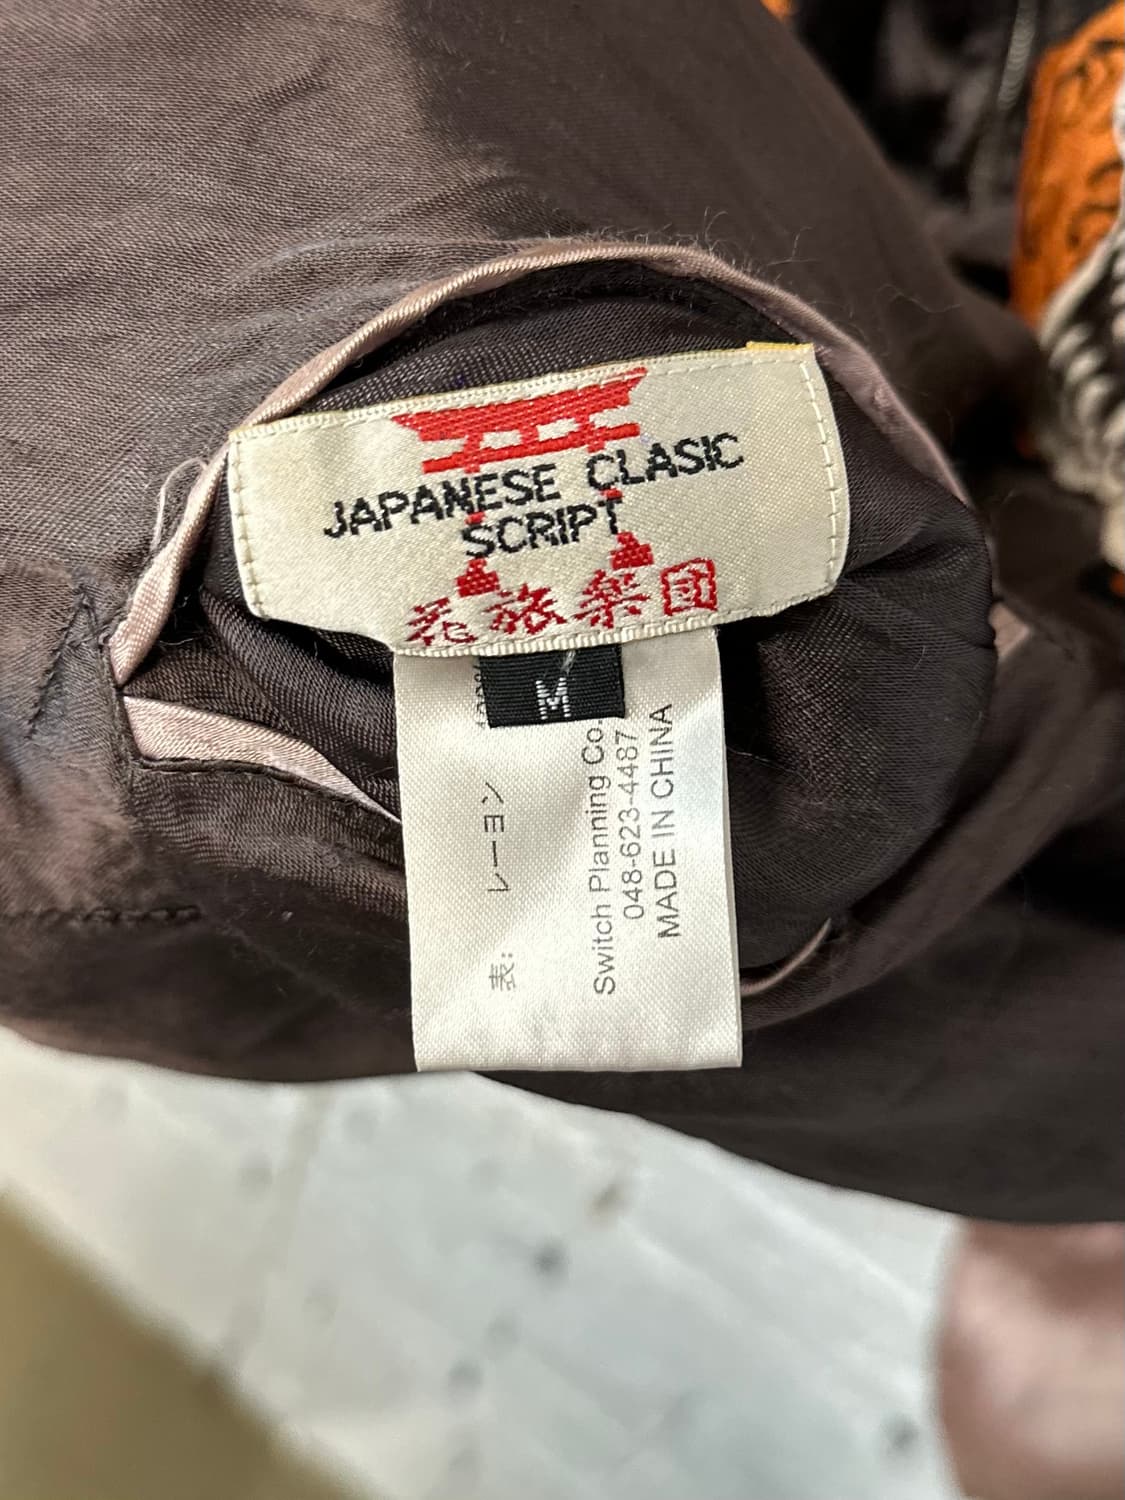 JAPANESE CLASIC
SCRIPT
花旅楽団
M
表: レーヨン
Switch Planning Co.
048-623-4487
MADE IN CHINA